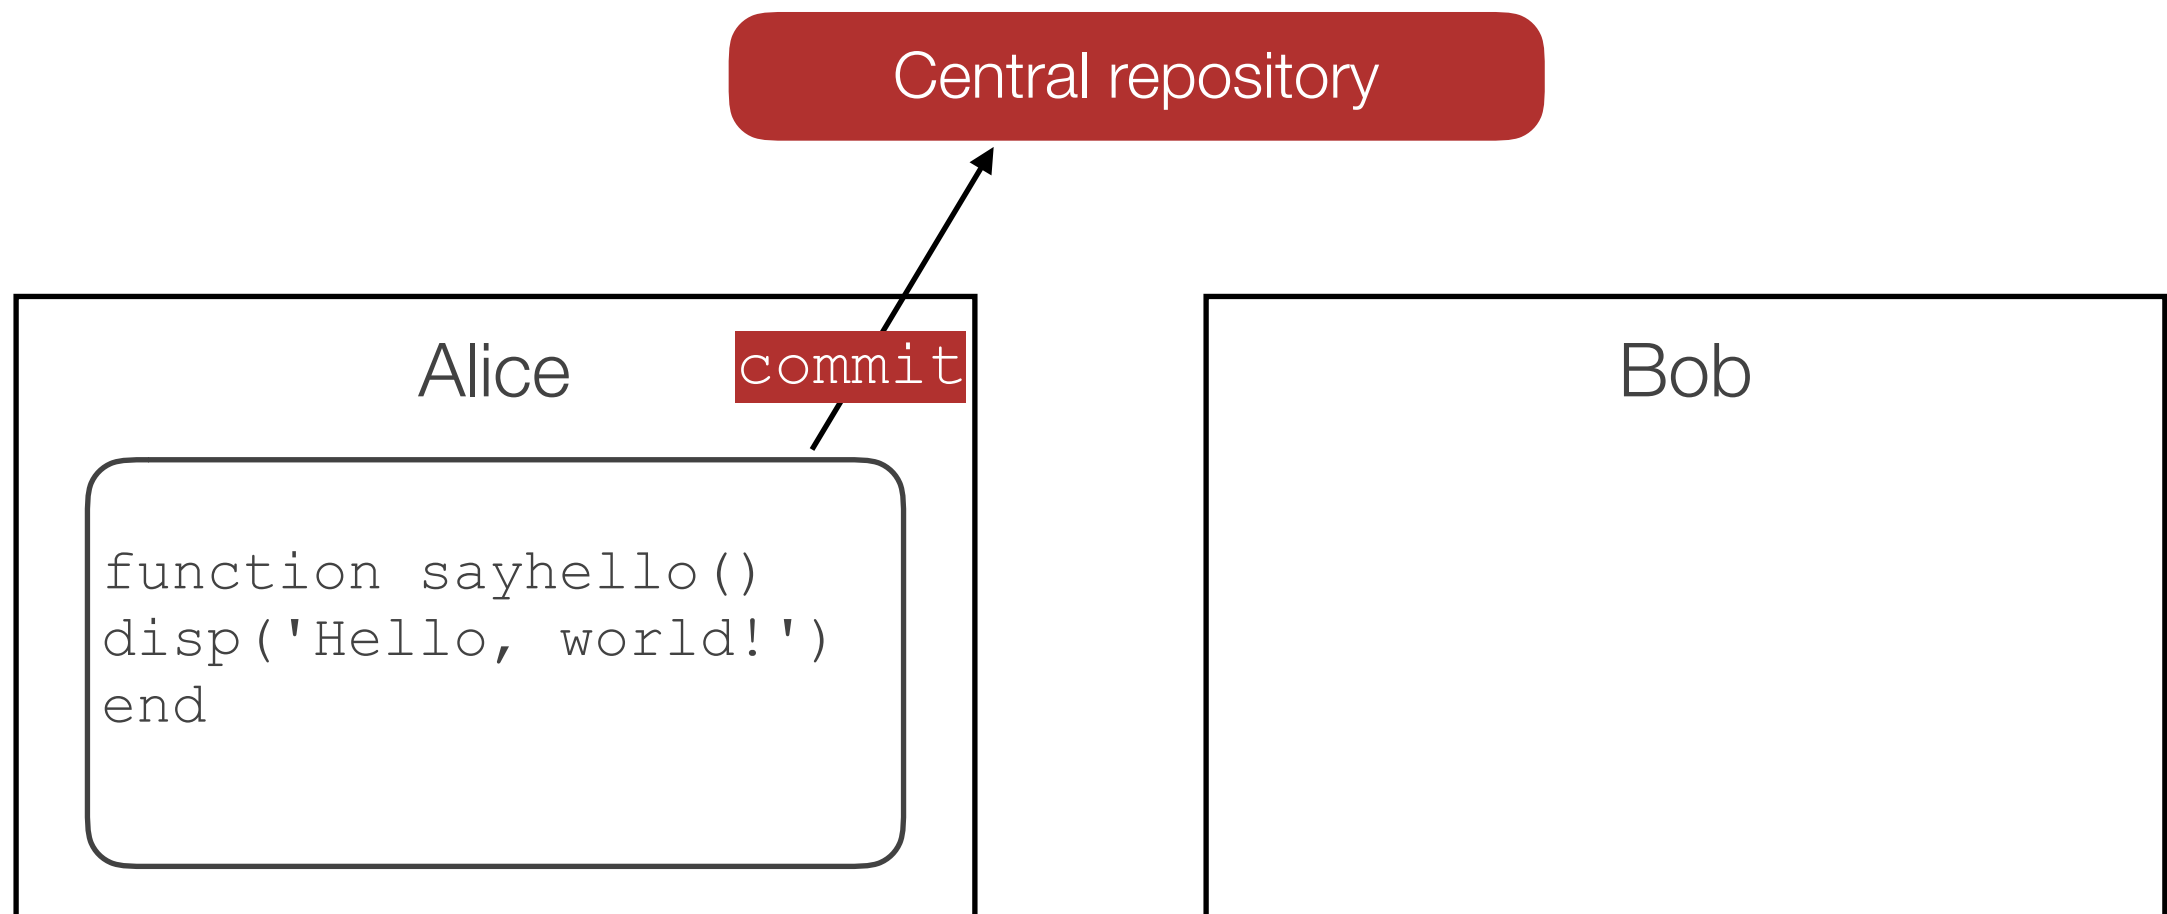 Central repository
Alice
commit
Bob
function sayhello()
disp('Hello, world!')
end